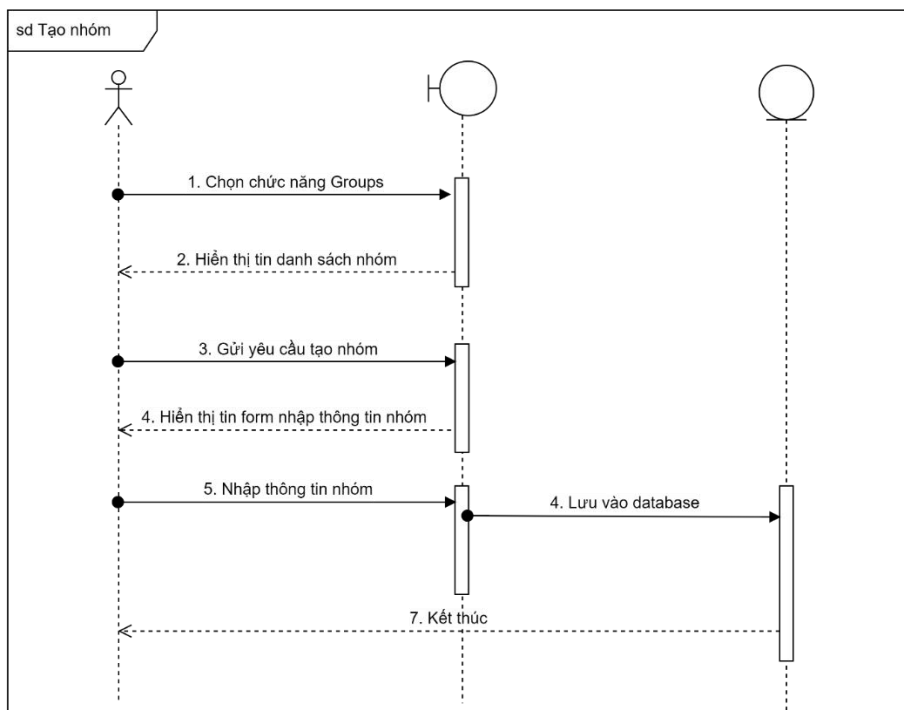 sd Tạo nhóm
1. Chọn chức năng Groups
2. Hiển thị tin danh sách nhóm
3. Gửi yêu cầu tạo nhóm
4. Hiển thị tin form nhập thông tin nhóm
5. Nhập thông tin nhóm
4. Lưu vào database
7. Kết thúc